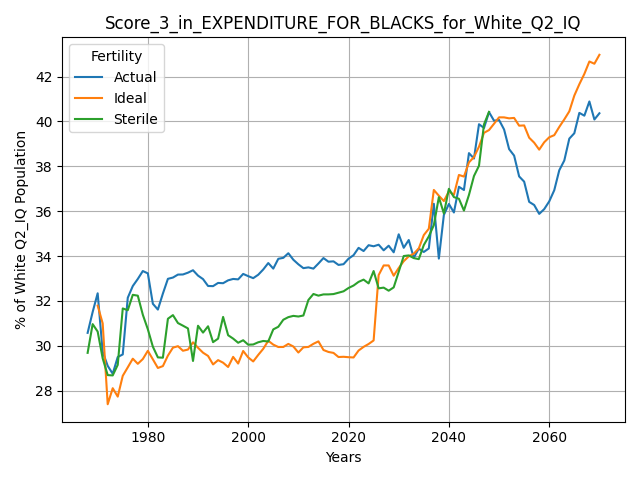 Score_3_in_EXPENDITURE_FOR_BLACKS_for_White_Q2_IQ
Fertility
Actual
Ideal
Sterile
% of White Q2_IQ Population
42
40
38
36
34
32
30
28
1980
2000
2020
2040
2060
Years